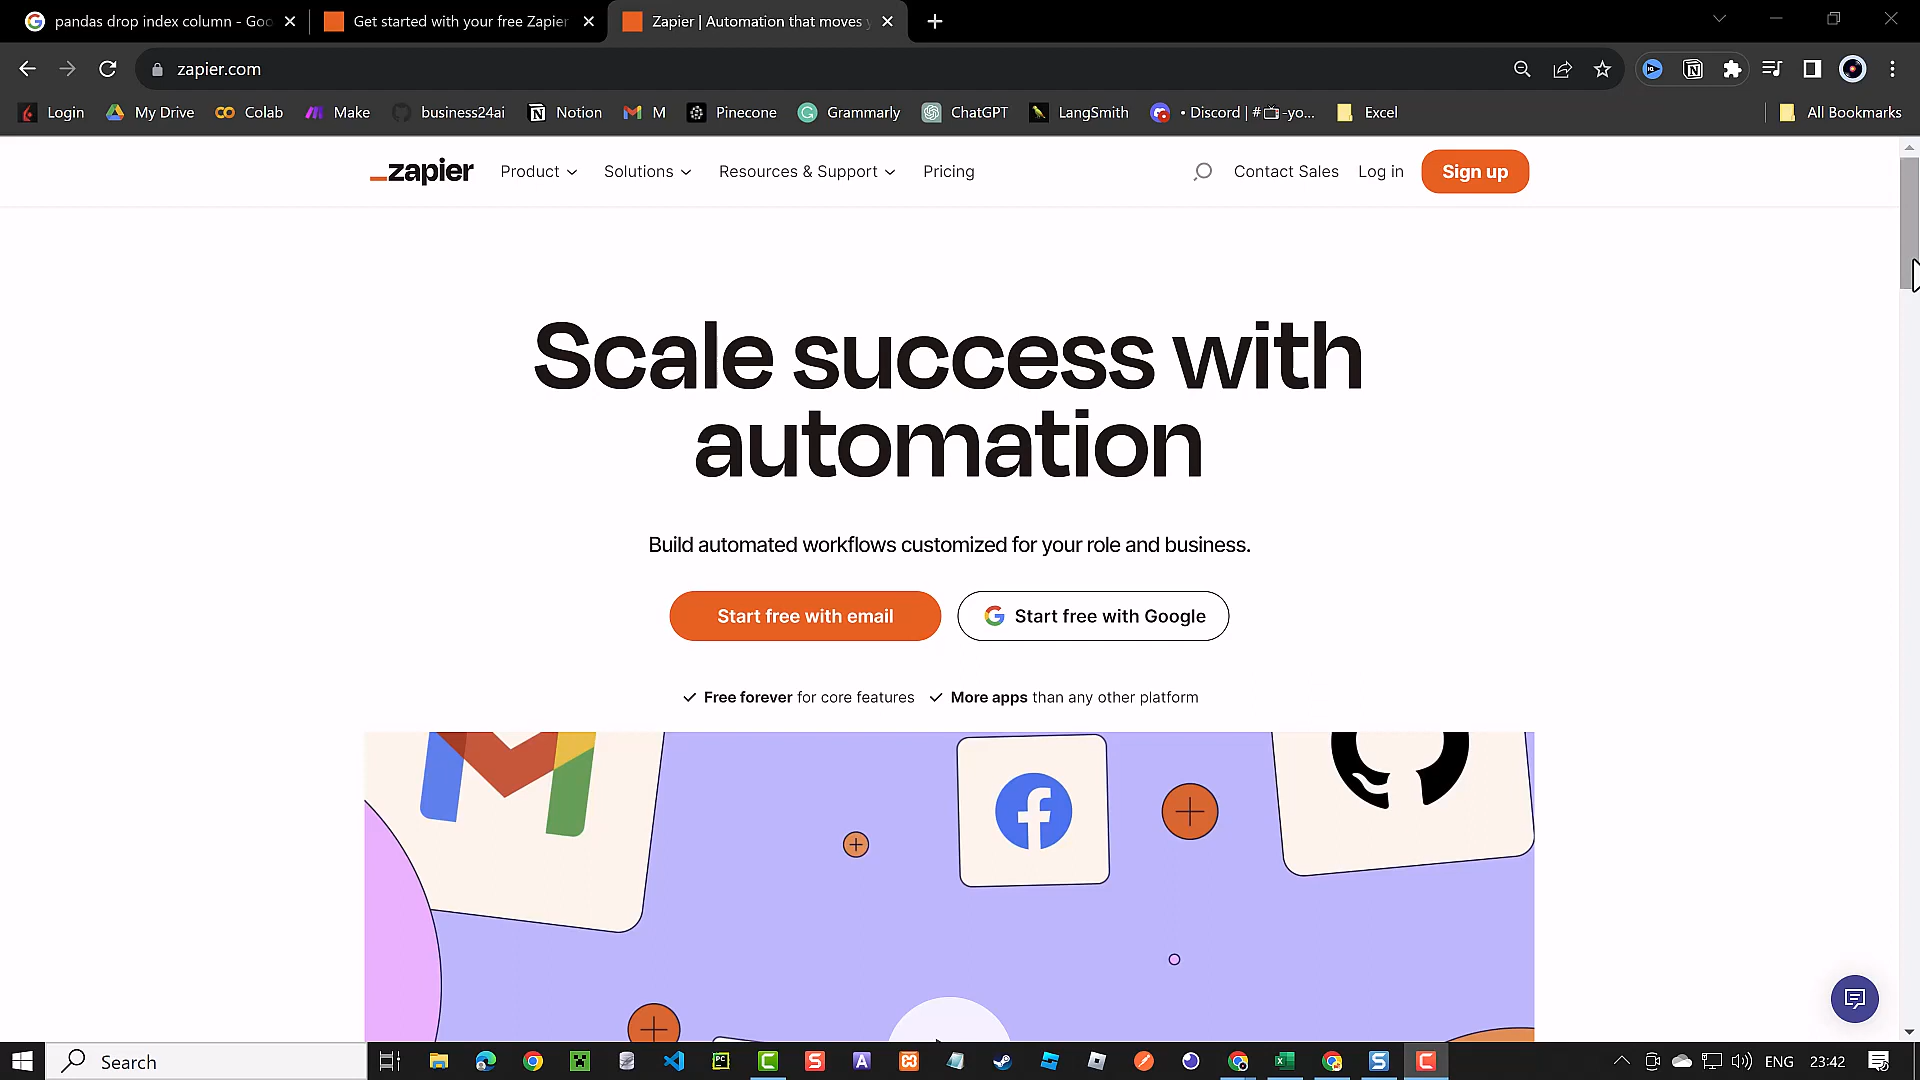 pandas drop index column - Goo
Get started with your free Zapier
Zapier | Automation that moves y
zapier.com
Login
My Drive
Colab
Make
business24ai
Notion
M
Pinecone
Grammarly
ChatGPT
LangSmith
• Discord | #📺-yo...
Excel
All Bookmarks
zapier
Product
Solutions
Resources & Support
Pricing
Contact Sales
Log in
Sign up
Scale success with
automation
Build automated workflows customized for your role and business.
Start free with email
Start free with Google
Free forever for core features
More apps than any other platform
Search
ENG
23:42